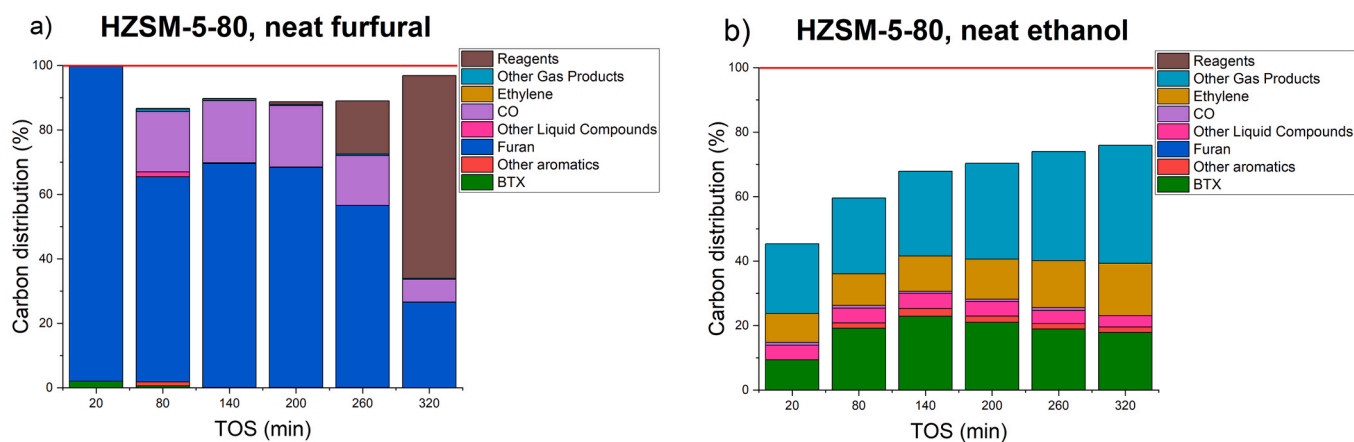 a) HZSM-5-80, neat furfural
Reagents
Other Gas Products
Ethylene
CO
Other Liquid Compounds
Furan
Other aromatics
BTX
Carbon distribution (%)
100
80
60
40
20
0
20 80 140 200 260 320
TOS (min)
b) HZSM-5-80, neat ethanol
Reagents
Other Gas Products
Ethylene
CO
Other Liquid Compounds
Furan
Other aromatics
BTX
Carbon distribution (%)
100
80
60
40
20
0
20 80 140 200 260 320
TOS (min)